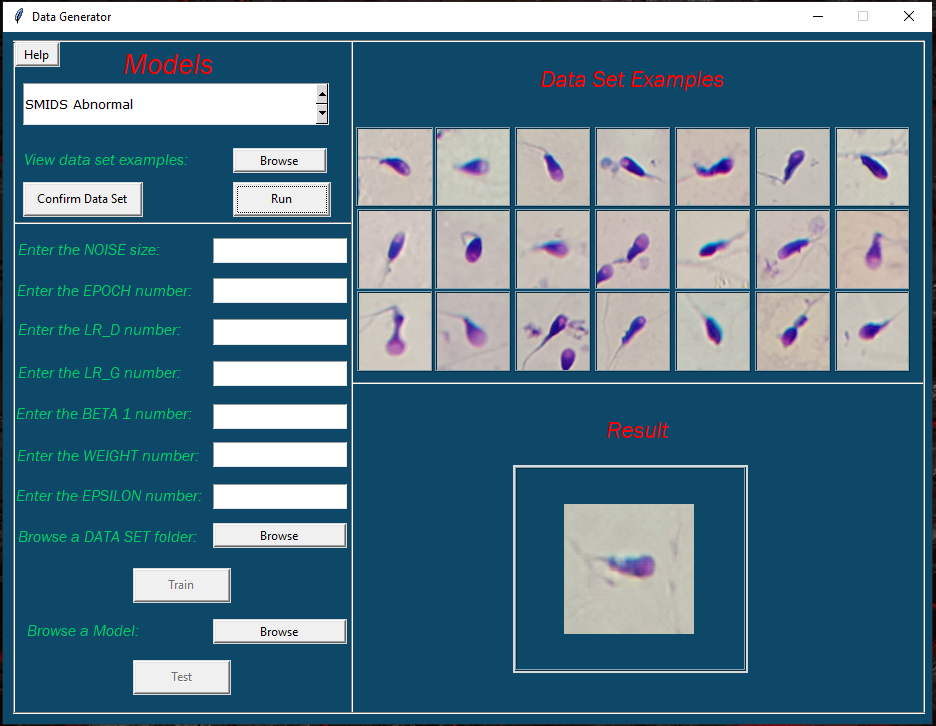 Data Generator
Help
Models
SMIDS Abnormal
View data set examples:
Browse
Confirm Data Set
Run
Enter the NOISE size:
Enter the EPOCH number:
Enter the LR_D number:
Enter the LR_G number:
Enter the BETA 1 number:
Enter the WEIGHT number:
Enter the EPSILON number:
Browse a DATA SET folder:
Browse
Train
Browse a Model:
Browse
Test
Data Set Examples
Result